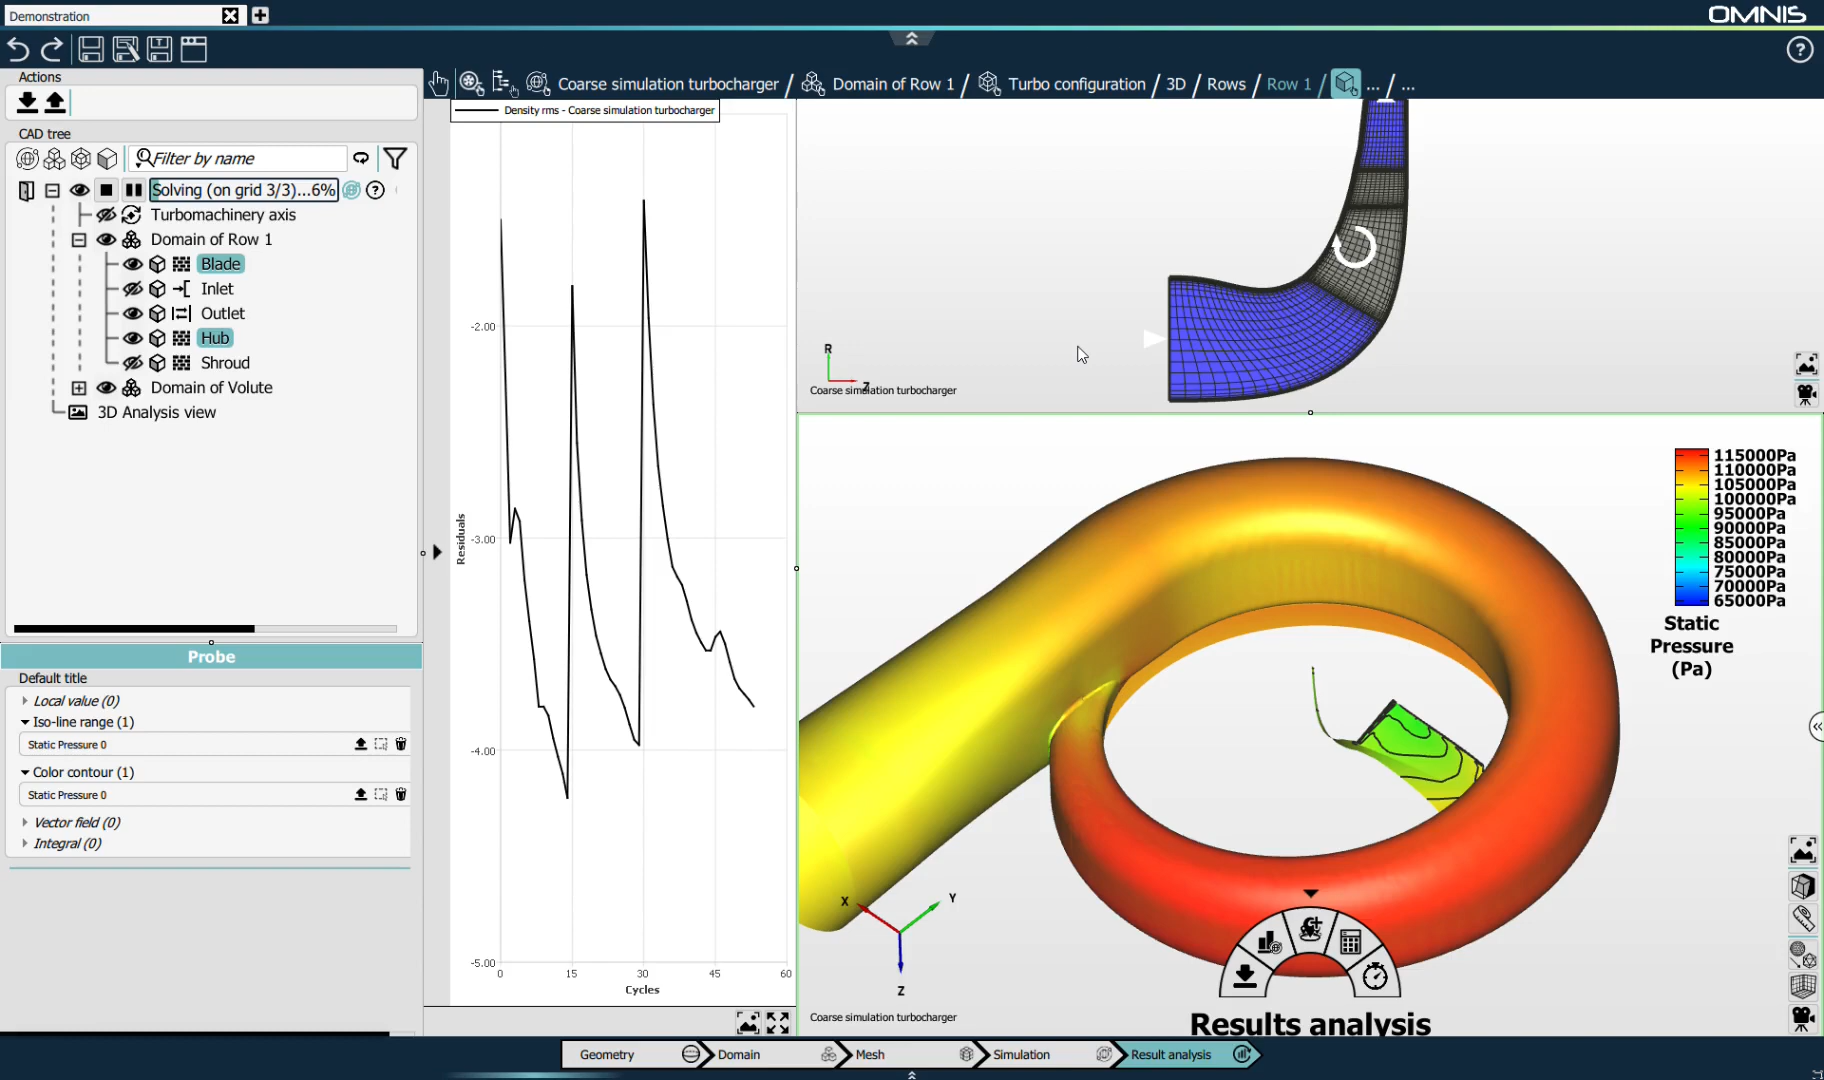 Demonstration
OMNIS
Actions
Coarse simulation turbocharger / Domain of Row 1 / Turbo configuration / 3D / Rows / Row 1 / ... / ...
CAD tree
Filter by name
Solving (on grid 3/3)...6%
Turbomachinery axis
Domain of Row 1
Blade
Inlet
Outlet
Hub
Shroud
Domain of Volute
3D Analysis view
Probe
Default title
Local value (0)
Iso-line range (1)
Static Pressure 0
Color contour (1)
Static Pressure 0
Vector field (0)
Integral (0)
Density rms - Coarse simulation turbocharger
Residuals
-2.00
-3.00
-4.00
-5.00
0 15 30 45 60
Cycles
R
Z
Coarse simulation turbocharger
115000Pa
110000Pa
105000Pa
100000Pa
95000Pa
90000Pa
85000Pa
80000Pa
75000Pa
70000Pa
65000Pa
Static
Pressure
(Pa)
X
Y
Z
Coarse simulation turbocharger
Results analysis
Geometry
Domain
Mesh
Simulation
Result analysis